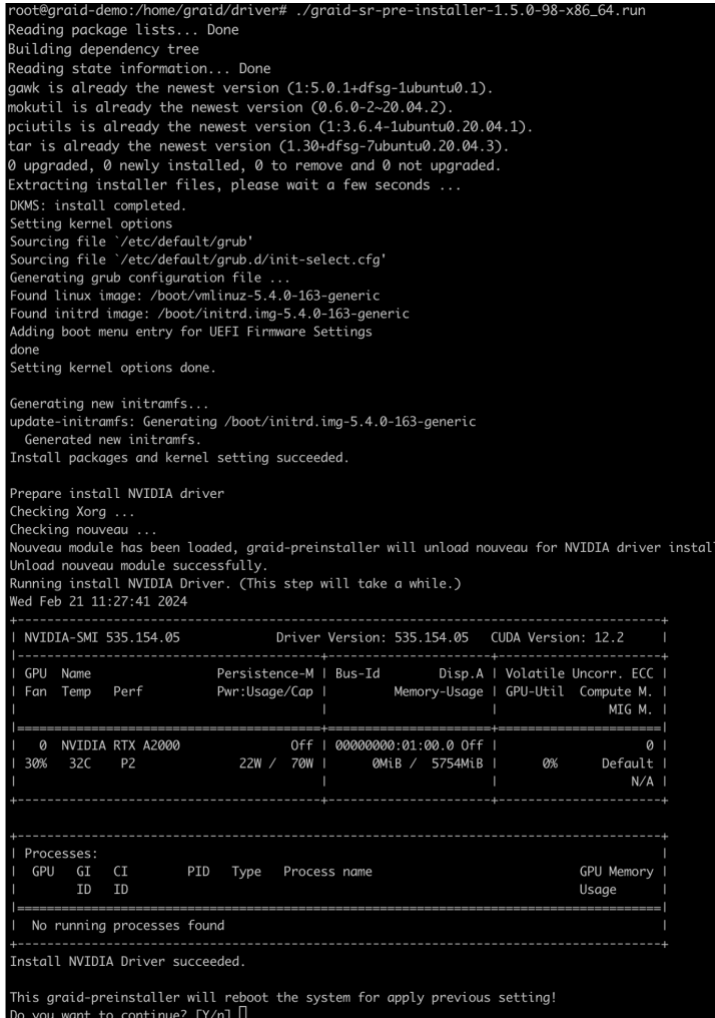 root@graid-demo:/home/graid/driver# ./graid-sr-pre-installer-1.5.0-98-x86_64.run
Reading package lists... Done
Building dependency tree
Reading state information... Done
gawk is already the newest version (1:5.0.1+dfsg-1ubuntu0.1).
mokutil is already the newest version (0.6.0-2~20.04.2).
pciutils is already the newest version (1:3.6.4-1ubuntu0.20.04.1).
tar is already the newest version (1.30+dfsg-7ubuntu0.20.04.3).
0 upgraded, 0 newly installed, 0 to remove and 0 not upgraded.
Extracting installer files, please wait a few seconds ...
DKMS: install completed.
Setting kernel options
Sourcing file `/etc/default/grub'
Sourcing file `/etc/default/grub.d/init-select.cfg'
Generating grub configuration file ...
Found linux image: /boot/vmlinuz-5.4.0-163-generic
Found initrd image: /boot/initrd.img-5.4.0-163-generic
Adding boot menu entry for UEFI Firmware Settings
done
Setting kernel options done.
Generating new initramfs...
update-initramfs: Generating /boot/initrd.img-5.4.0-163-generic
Generated new initramfs.
Install packages and kernel setting succeeded.
Prepare install NVIDIA driver
Checking Xorg ...
Checking nouveau ...
Nouveau module has been loaded, graid-preinstaller will unload nouveau for NVIDIA driver instal
Unload nouveau module successfully.
Running install NVIDIA Driver. (This step will take a while.)
Wed Feb 21 11:27:41 2024
+-----------------------------------------------------------------------------+
| NVIDIA-SMI 535.154.05 Driver Version: 535.154.05 CUDA Version: 12.2 |
|-------------------------------+----------------------+----------------------+
| GPU Name Persistence-M | Bus-Id Disp.A | Volatile Uncorr. ECC |
| Fan Temp Perf Pwr:Usage/Cap | Memory-Usage | GPU-Util Compute M. |
| | | MIG M. |
|===============================+======================+======================|
| 0 NVIDIA RTX A2000 Off | 00000000:01:00.0 Off | 0 |
| 30% 32C P2 22W / 70W | 0MiB / 5754MiB | 0% Default |
| | | N/A |
+-------------------------------+----------------------+----------------------+
+-----------------------------------------------------------------------------+
| Processes: |
| GPU GI CI PID Type Process name GPU Memory |
| ID ID Usage |
|=============================================================================|
| No running processes found |
+-----------------------------------------------------------------------------+
Install NVIDIA Driver succeeded.
This graid-preinstaller will reboot the system for apply previous setting!
Do you want to continue? [Y/n]